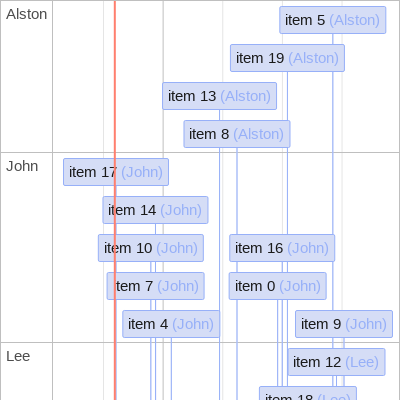 Alston
item 5 (Alston)
item 19 (Alston)
item 13 (Alston)
item 8 (Alston)
John
item 17 (John)
item 14 (John)
item 10 (John)
item 16 (John)
item 7 (John)
item 0 (John)
item 4 (John)
item 9 (John)
Lee
item 12 (Lee)
item 18 (Lee)